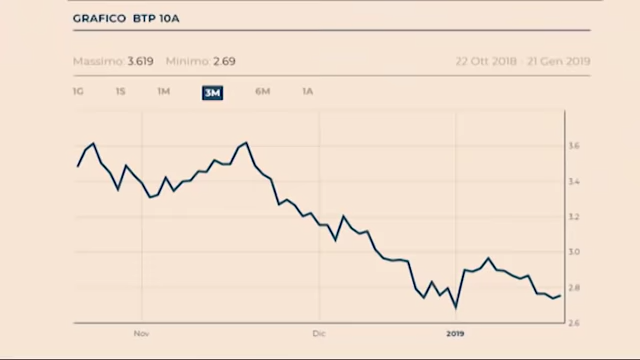 GRAFICO BTP 10A
Massimo: 3.619 Minimo: 2.69 22 Ott 2018 - 21 Gen 2019
1G 1S 1M 3M 6M 1A
3.6
3.4
3.2
3.0
2.8
2.6
Nov Dic 2019